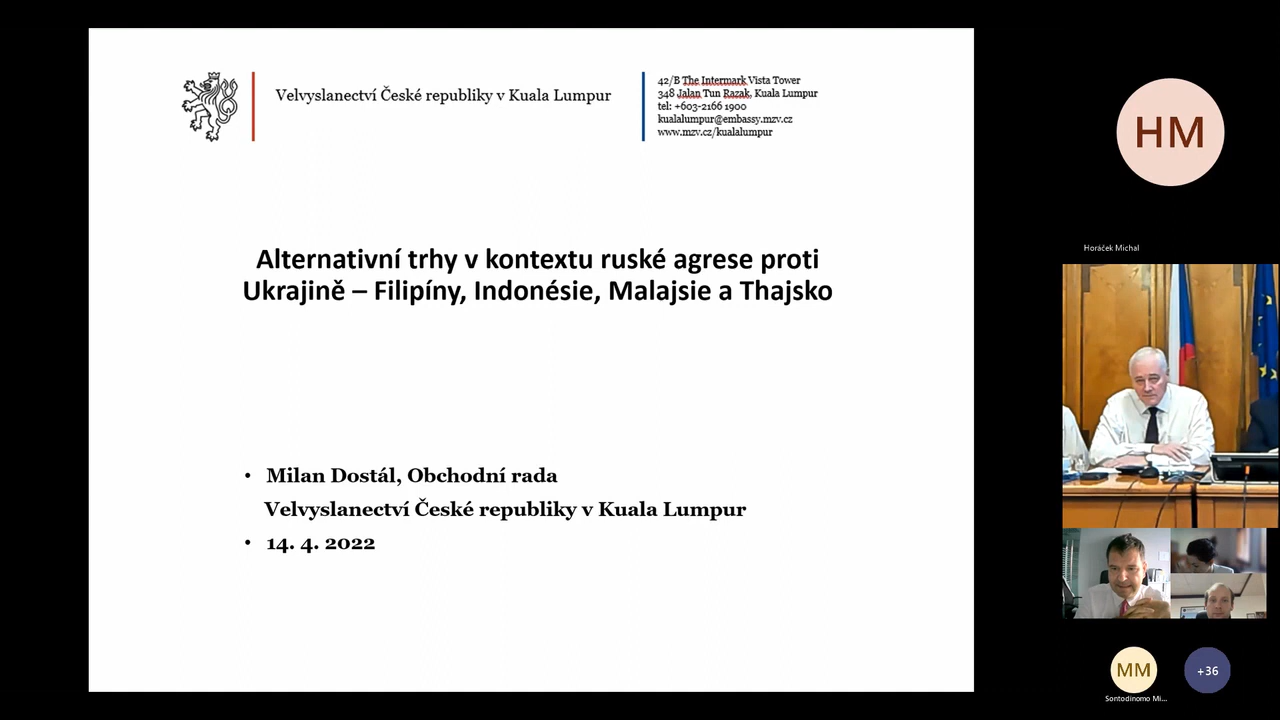 Velvyslanectví České republiky v Kuala Lumpur
42/B The Intermark Vista Tower
348 Jalan Tun Razak, Kuala Lumpur
tel: +603-2166 1900
kualalumpur@embassy.mzv.cz
www.mzv.cz/kualalumpur
Alternativní trhy v kontextu ruské agrese proti
Ukrajině – Filipíny, Indonésie, Malajsie a Thajsko
• Milan Dostál, Obchodní rada
Velvyslanectví České republiky v Kuala Lumpur
• 14. 4. 2022
HM
Horáček Michal
MM
Sontodinomo Mi...
+36